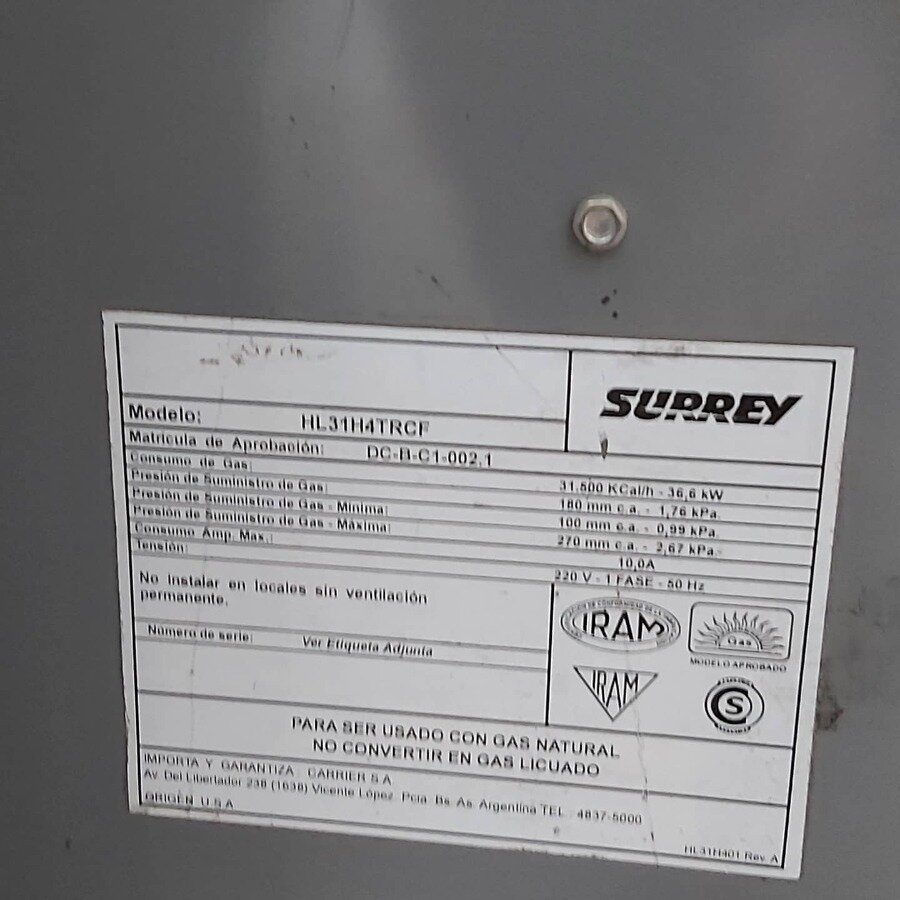 SURREY
Modelo: HL31H4TRCF
Matricula de Aprobación: DC-B-C1-002,1
Consumo de Gas: 31.500 KCal/h - 36,6 kW
Presión de Suministro de Gas: 180 mm c.a. - 1,76 kPa.
Presión de Suministro de Gas - Mínima: 100 mm c.a. - 0,99 kPa.
Presión de Suministro de Gas - Máxima: 270 mm c.a. - 2,67 kPa.
Consumo Amp. Max.: 10,0A
Tensión: 220 V - 1 FASE - 50 Hz
No instalar en locales sin ventilación
permanente.
Número de serie: Ver Etiqueta Adjunta
IRAM
Gas
MODELO APROBADO
IRAM
S
PARA SER USADO CON GAS NATURAL
NO CONVERTIR EN GAS LICUADO
IMPORTA Y GARANTIZA: CARRIER S.A.
Av. Del Libertador 238 (1638) Vicente López. Pcia. Bs. As. Argentina TEL.: 4837-5000
ORIGEN: U.S.A.
HL31H401 Rev. A